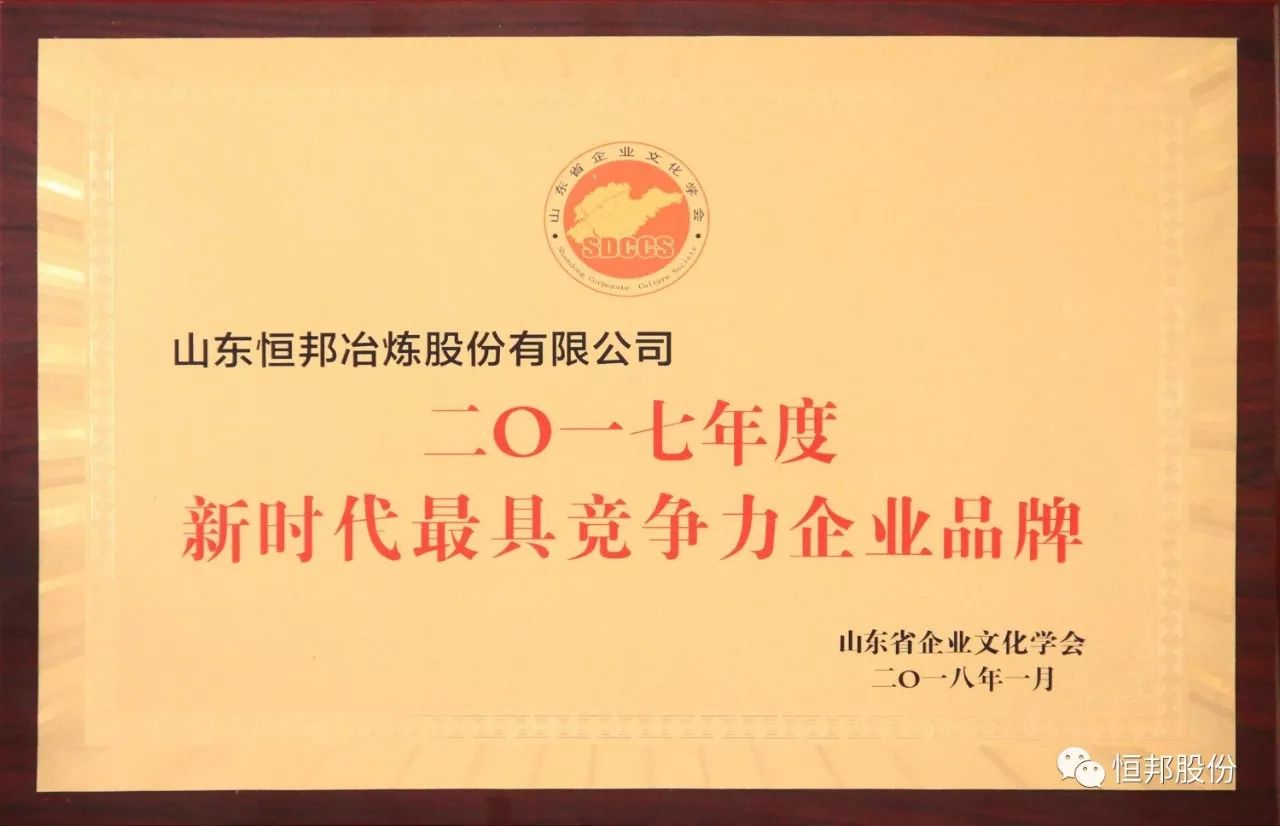 山东省企业文化学会
SDCCS
Shandong Corporate Culture Society
山东恒邦冶炼股份有限公司
二〇一七年度
新时代最具竞争力企业品牌
山东省企业文化学会
二〇一八年一月
恒邦股份